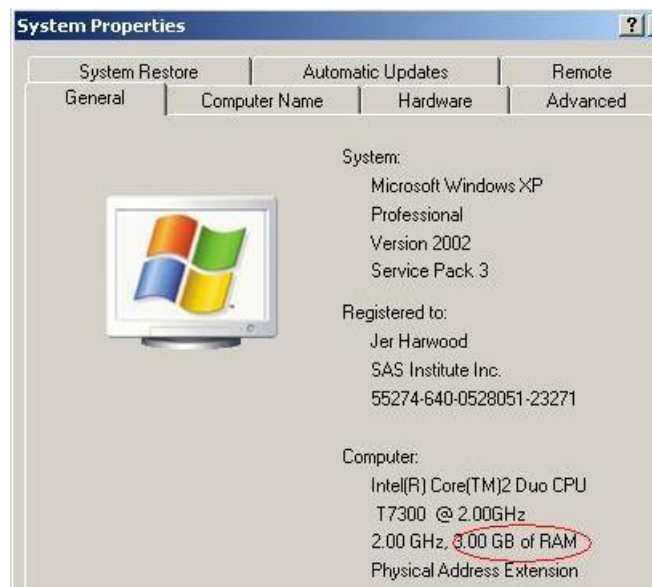 System Properties
?
System Restore Automatic Updates Remote
General Computer Name Hardware Advanced
System:
Microsoft Windows XP
Professional
Version 2002
Service Pack 3
Registered to:
Jer Harwood
SAS Institute Inc.
55274-640-0528051-23271
Computer:
Intel(R) Core(TM)2 Duo CPU
T7300 @ 2.00GHz
2.00 GHz, 3.00 GB of RAM
Physical Address Extension